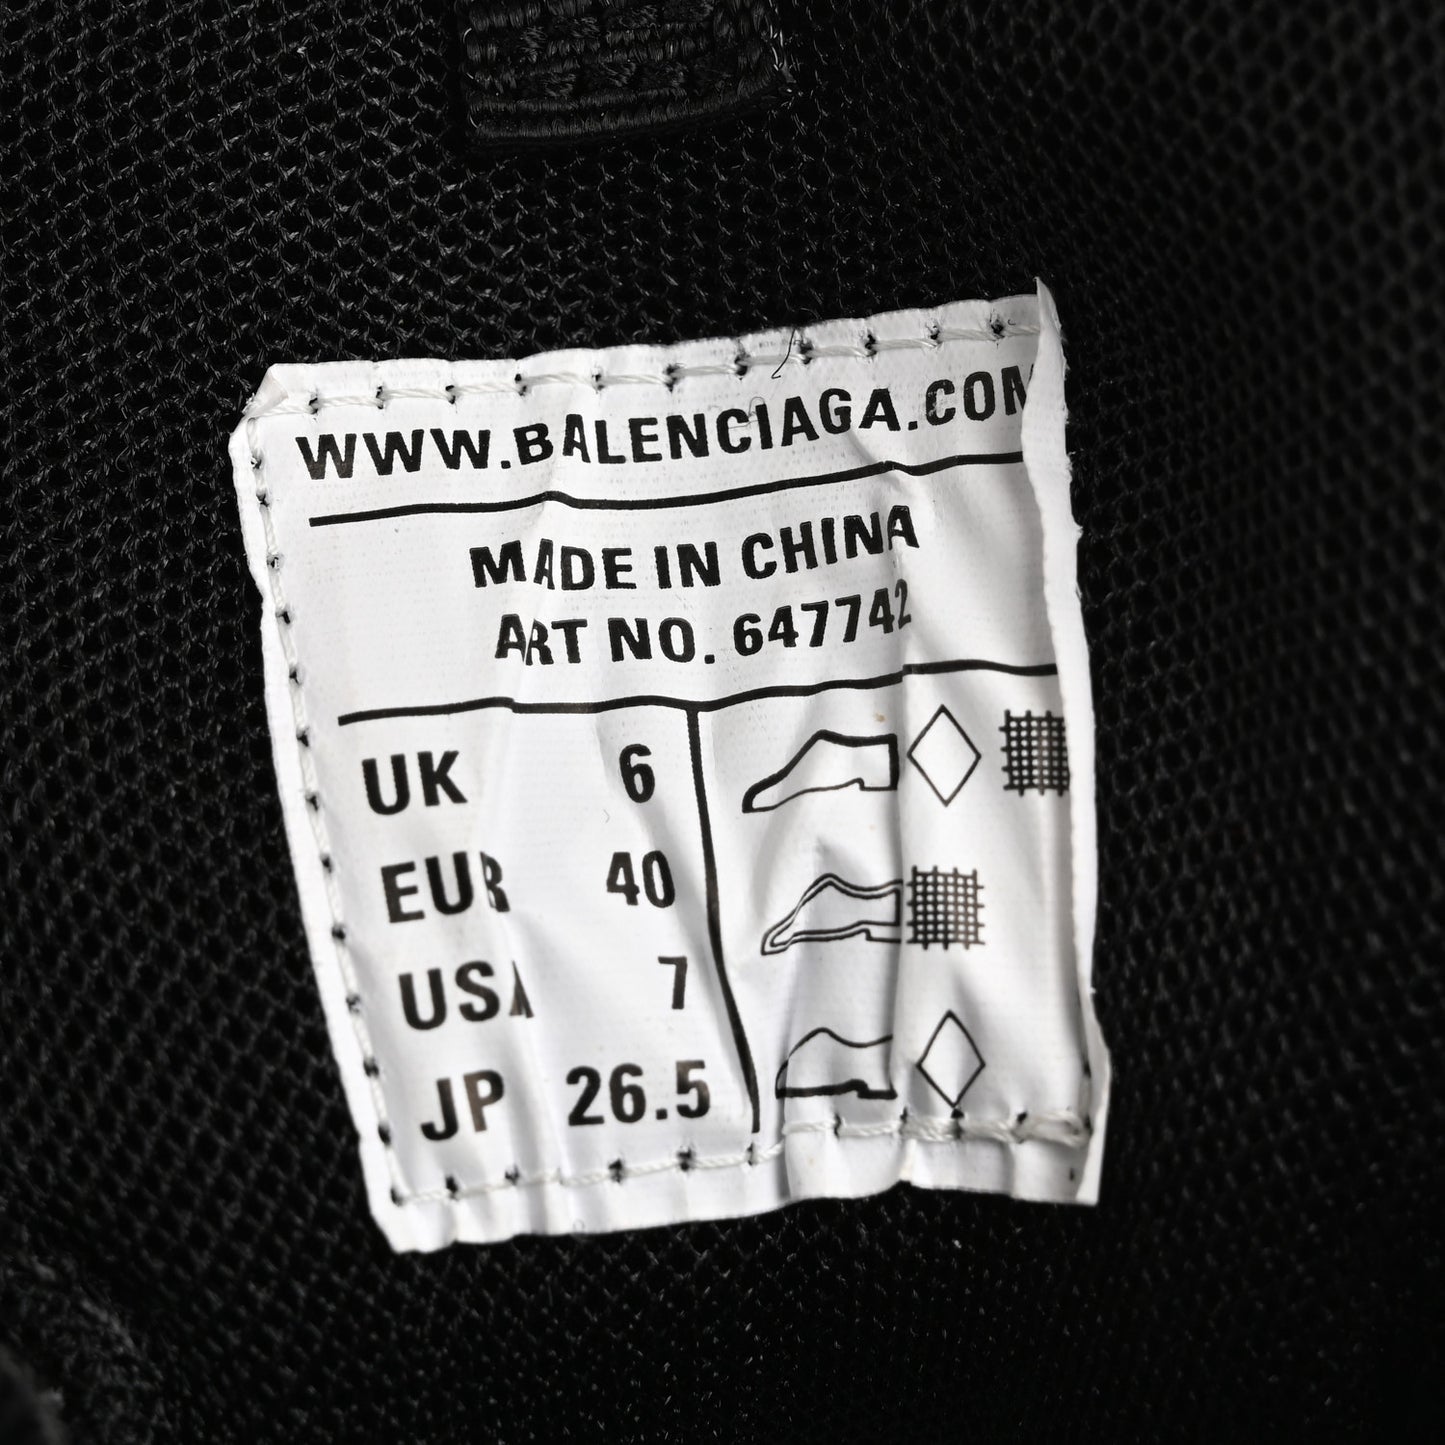 WWW.BALENCIAGA.COM
MADE IN CHINA
ART NO. 647742
UK 6
EUR 40
USA 7
JP 26.5